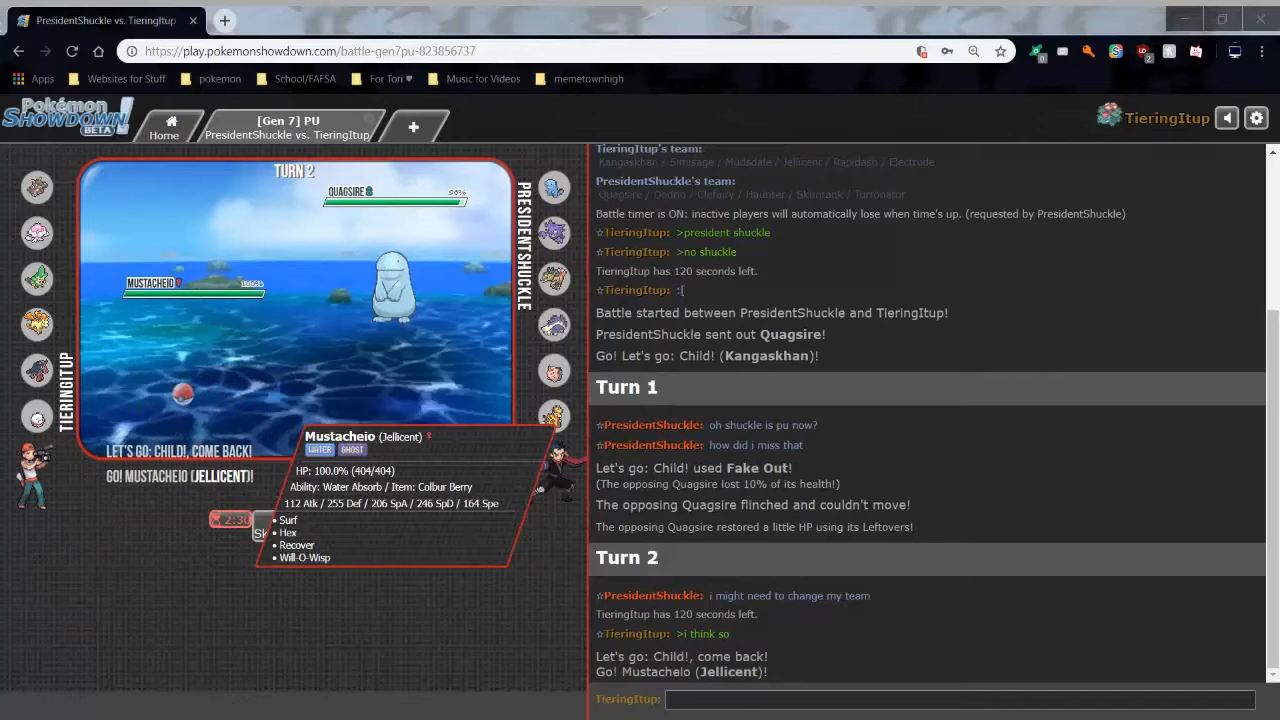 PresidentShuckle vs. TieringItup
https://play.pokemonshowdown.com/battle-gen7pu-823856737
Apps
Websites for Stuff
pokemon
School/FAFSA
For Tori ♥
Music for Videos
memetownhigh
Pokémon
SHOWDOWN!
BETA!
Home
[Gen 7] PU
PresidentShuckle vs. TieringItup
TieringItup
TURN 2
QUAGSIRE
96%
MUSTACHEIO
100%
TIERINGITUP
PRESIDENTSHUCKLE
LET'S GO: CHILD!, COME BACK!
GO! MUSTACHEIO (JELLICENT)!
2:30
Sk
Mustacheio (Jellicent)
WATER GHOST
HP: 100.0% (404/404)
Ability: Water Absorb / Item: Colbur Berry
112 Atk / 255 Def / 206 SpA / 246 SpD / 164 Spe
• Surf
• Hex
• Recover
• Will-O-Wisp
TieringItup's team:
Kangaskhan / Simisage / Mudsdale / Jellicent / Rapidash / Electrode
PresidentShuckle's team:
Quagsire / Dodrio / Clefairy / Haunter / Skuntank / Turtonator
Battle timer is ON: inactive players will automatically lose when time's up. (requested by PresidentShuckle)
☆TieringItup: >president shuckle
☆TieringItup: >no shuckle
TieringItup has 120 seconds left.
☆TieringItup: :[
Battle started between PresidentShuckle and TieringItup!
PresidentShuckle sent out Quagsire!
Go! Let's go: Child! (Kangaskhan)!
Turn 1
☆PresidentShuckle: oh shuckle is pu now?
☆PresidentShuckle: how did i miss that
Let's go: Child! used Fake Out!
(The opposing Quagsire lost 10% of its health!)
The opposing Quagsire flinched and couldn't move!
The opposing Quagsire restored a little HP using its Leftovers!
Turn 2
☆PresidentShuckle: i might need to change my team
TieringItup has 120 seconds left.
☆TieringItup: >i think so
Let's go: Child!, come back!
Go! Mustacheio (Jellicent)!
TieringItup: